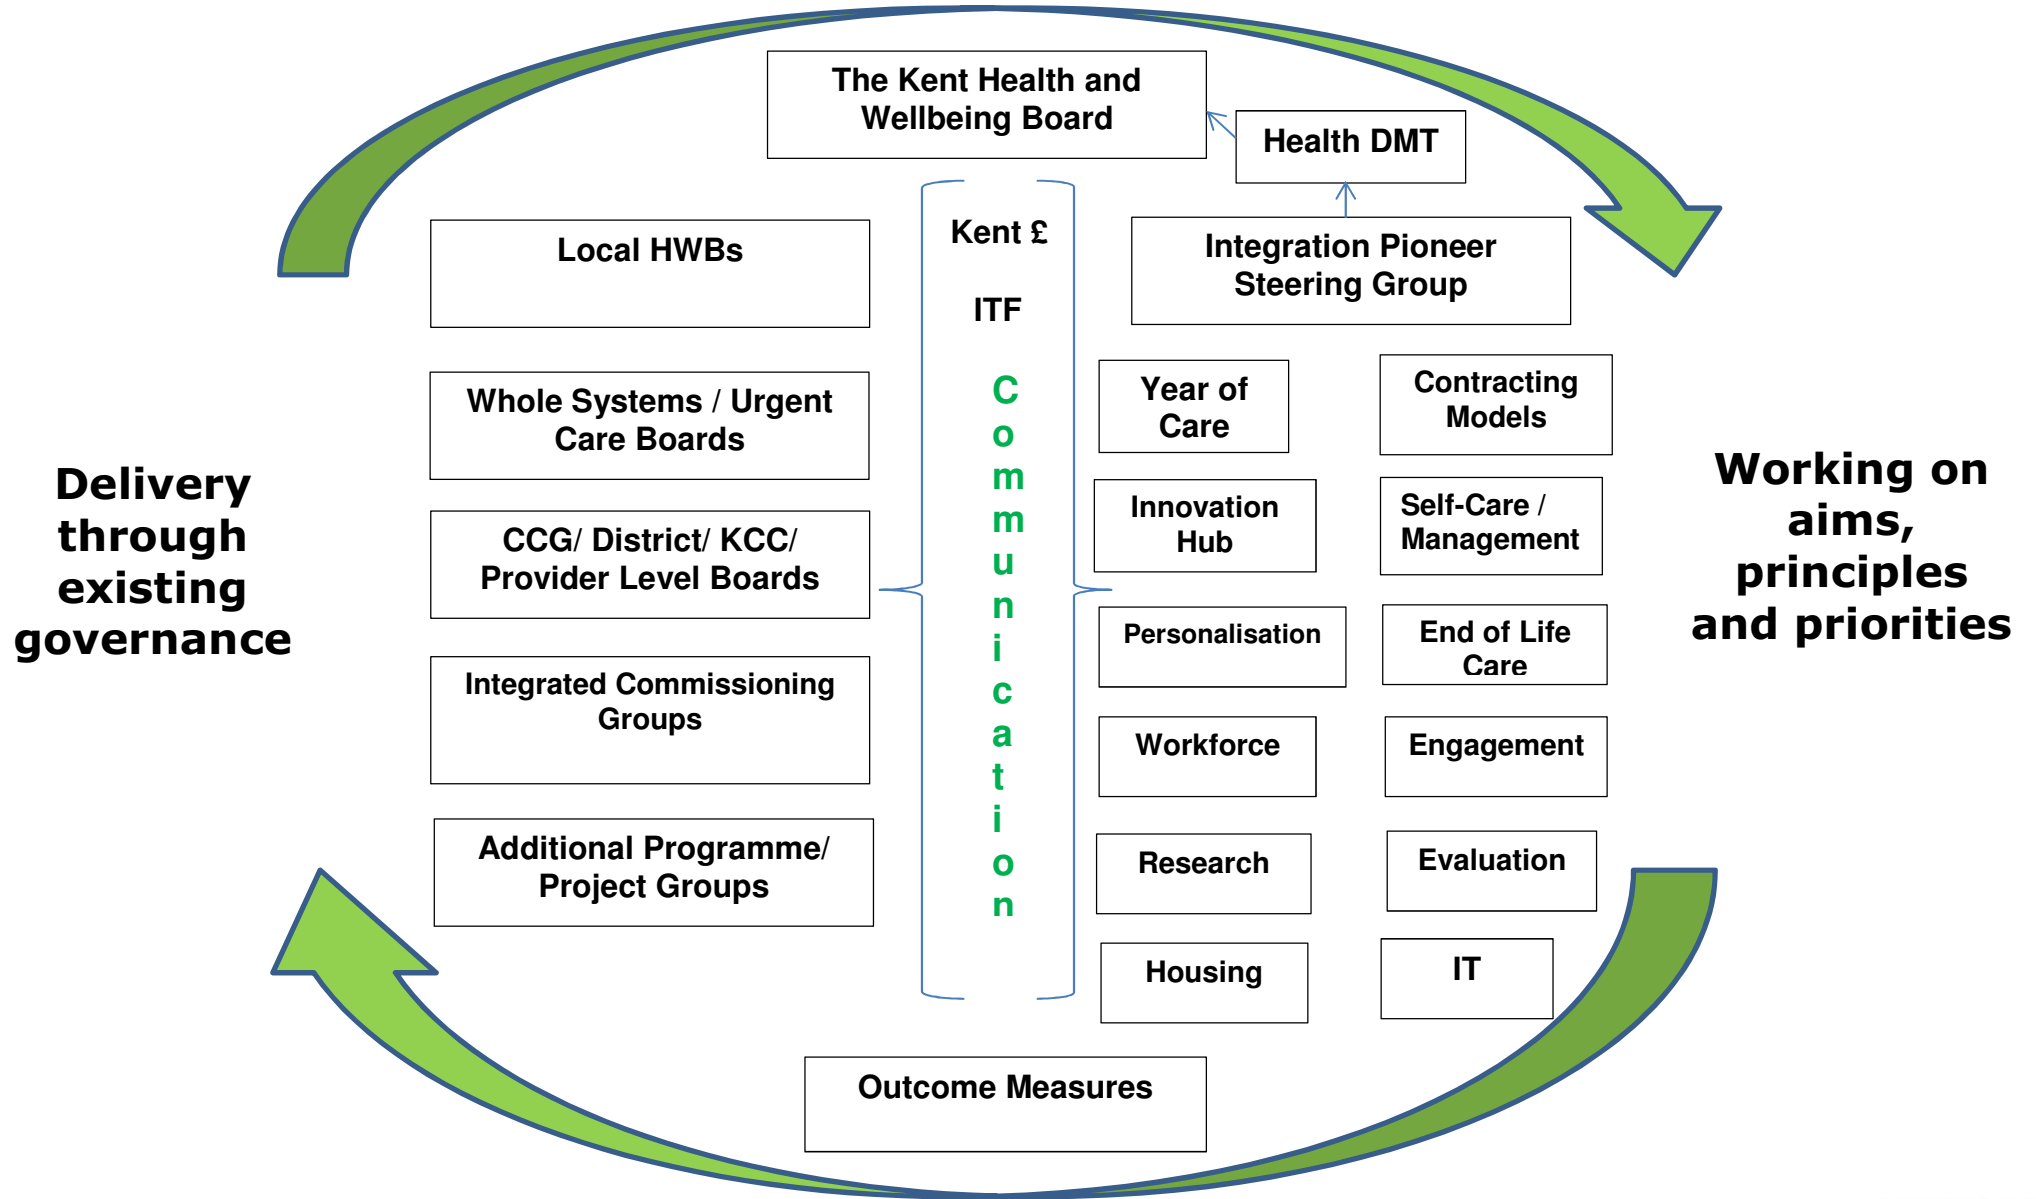 The Kent Health and
Wellbeing Board
Health DMT
Local HWBs
Whole Systems / Urgent
Care Boards
CCG/ District/ KCC/
Provider Level Boards
Integrated Commissioning
Groups
Additional Programme/
Project Groups
Kent £
ITF
Communication
Integration Pioneer
Steering Group
Year of
Care
Contracting
Models
Innovation
Hub
Self-Care /
Management
Personalisation
End of Life
Care
Workforce
Engagement
Research
Evaluation
Housing
IT
Outcome Measures
Delivery
through
existing
governance
Working on
aims,
principles
and priorities